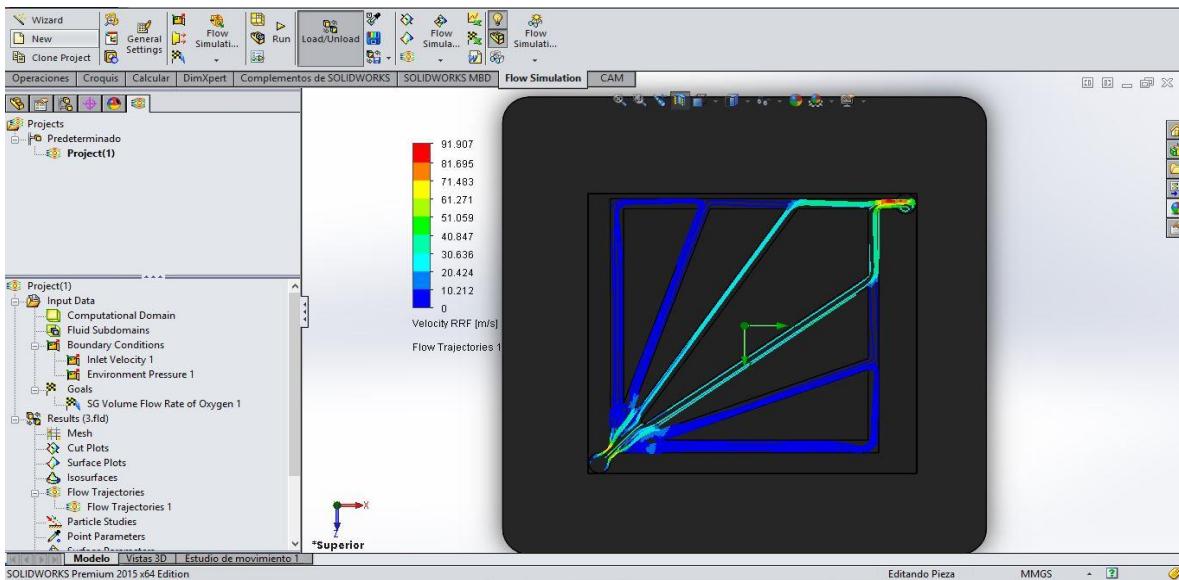 Wizard
New
Clone Project
General Settings
Flow Simulati...
Run
Load/Unload
Flow Simula...
Flow Simulati...
Operaciones Croquis Calcular DimXpert Complementos de SOLIDWORKS SOLIDWORKS MBD Flow Simulation CAM
Projects
Predeterminado
Project(1)
Project(1)
Input Data
Computational Domain
Fluid Subdomains
Boundary Conditions
Inlet Velocity 1
Environment Pressure 1
Goals
SG Volume Flow Rate of Oxygen 1
Results (3.fld)
Mesh
Cut Plots
Surface Plots
Isosurfaces
Flow Trajectories
Flow Trajectories 1
Particle Studies
Point Parameters
91.907
81.695
71.483
61.271
51.059
40.847
30.636
20.424
10.212
0
Velocity RRF [m/s]
Flow Trajectories 1
X
Z
*Superior
Modelo Vistas 3D Estudio de movimiento 1
SOLIDWORKS Premium 2015 x64 Edition Editando Pieza MMGS